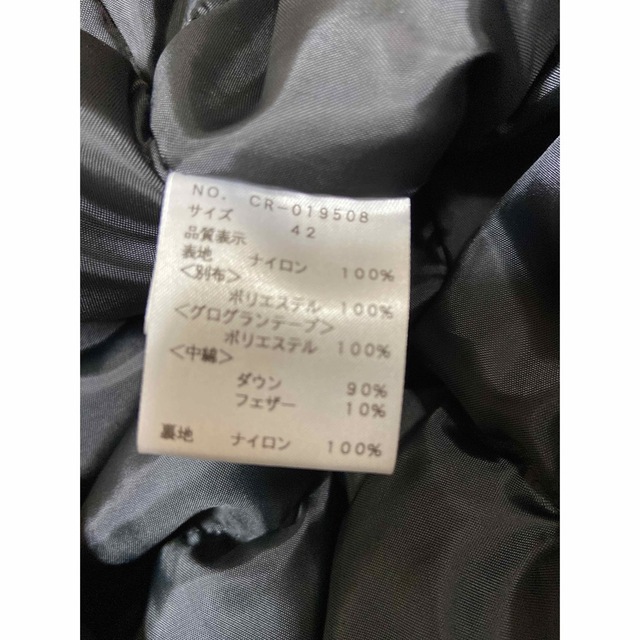 NO. CR-019508
サイズ 42
品質表示
表地 ナイロン 100%
<別布>
ポリエステル 100%
<グログランテープ>
ポリエステル 100%
<中綿>
ダウン 90%
フェザー 10%
裏地 ナイロン 100%